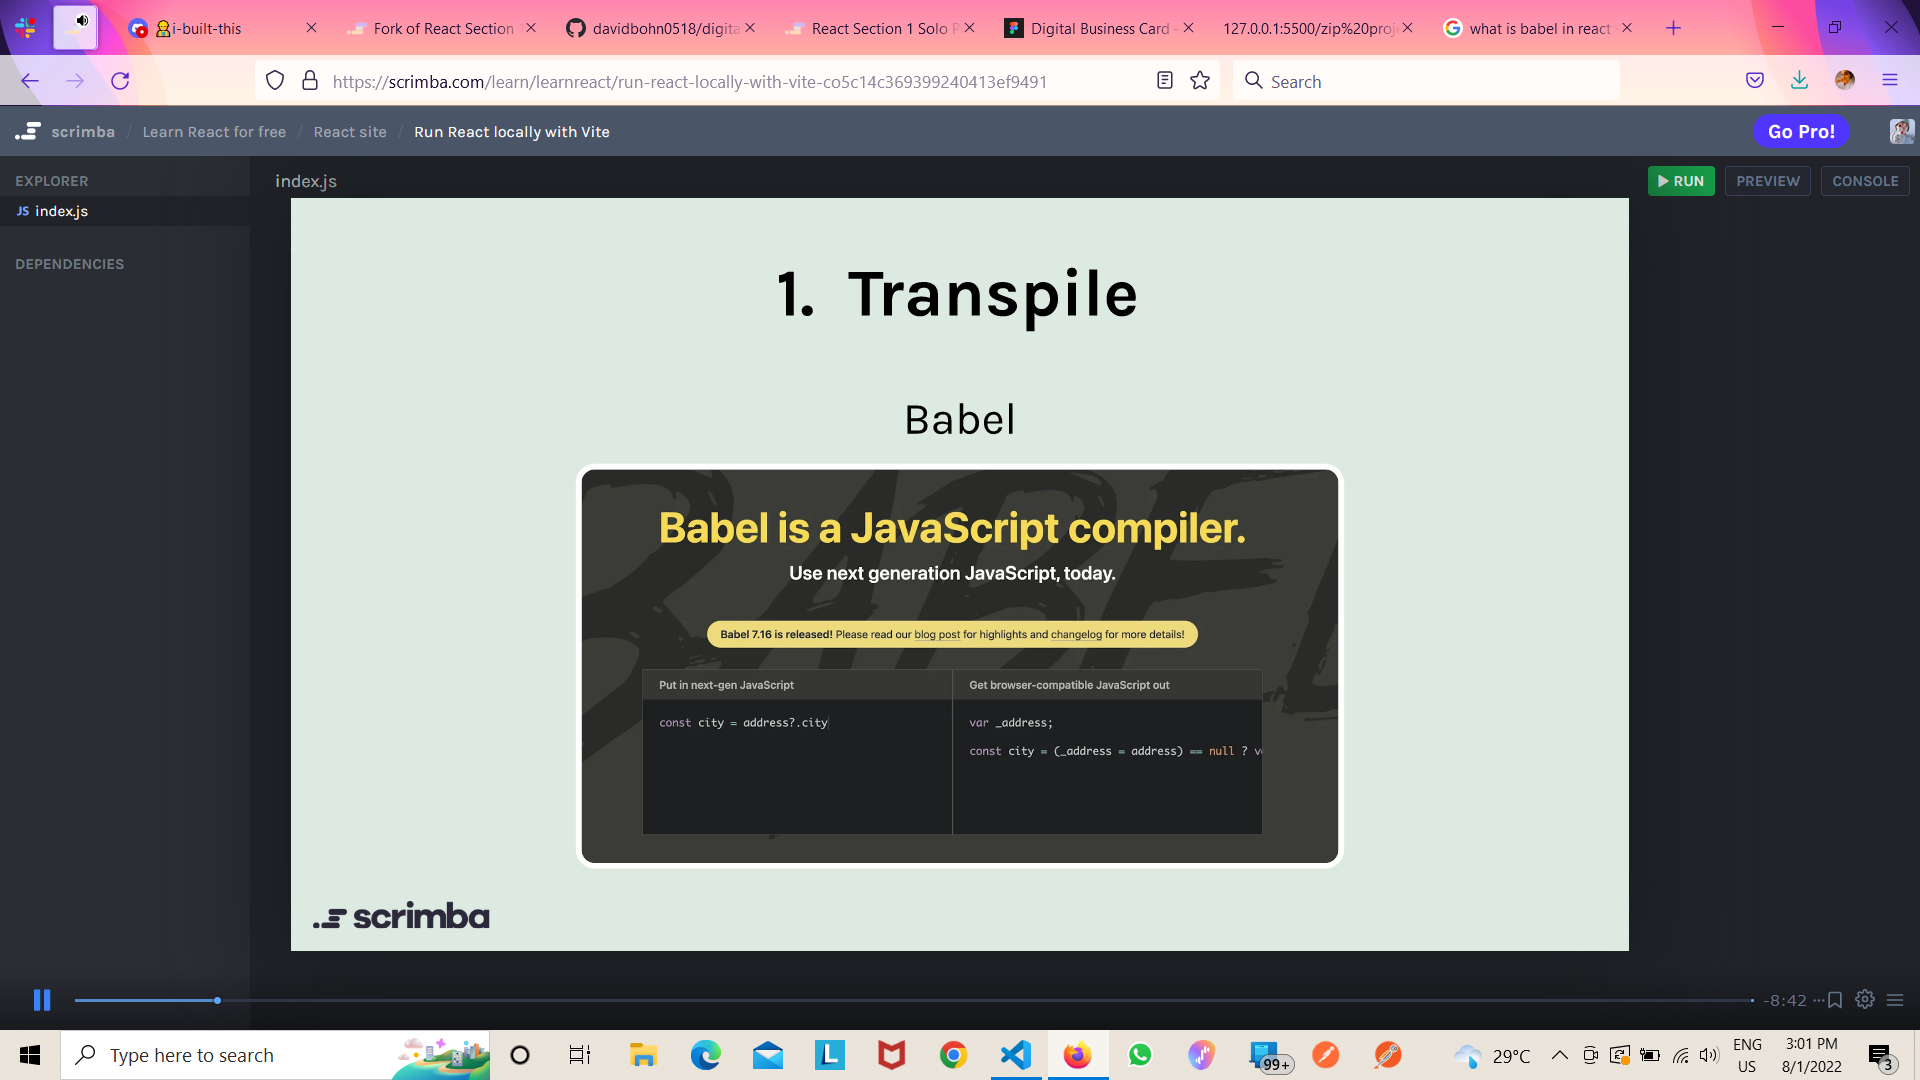 i-built-this
Fork of React Section
davidbohn0518/digita
React Section 1 Solo P
Digital Business Card -
127.0.0.1:5500/zip%20proje
what is babel in react -
https://scrimba.com/learn/learnreact/run-react-locally-with-vite-co5c14c369399240413ef9491
Search
scrimba / Learn React for free / React site / Run React locally with Vite
Go Pro!
EXPLORER
JS index.js
DEPENDENCIES
index.js
RUN
PREVIEW
CONSOLE
1. Transpile
Babel
Babel is a JavaScript compiler.
Use next generation JavaScript, today.
Babel 7.16 is released! Please read our blog post for highlights and changelog for more details!
Put in next-gen JavaScript
const city = address?.city
Get browser-compatible JavaScript out
var _address;
const city = (_address = address) == null ? v
scrimba
-8:42
Type here to search
L
99+
29°C
ENG
US
3:01 PM
8/1/2022
3